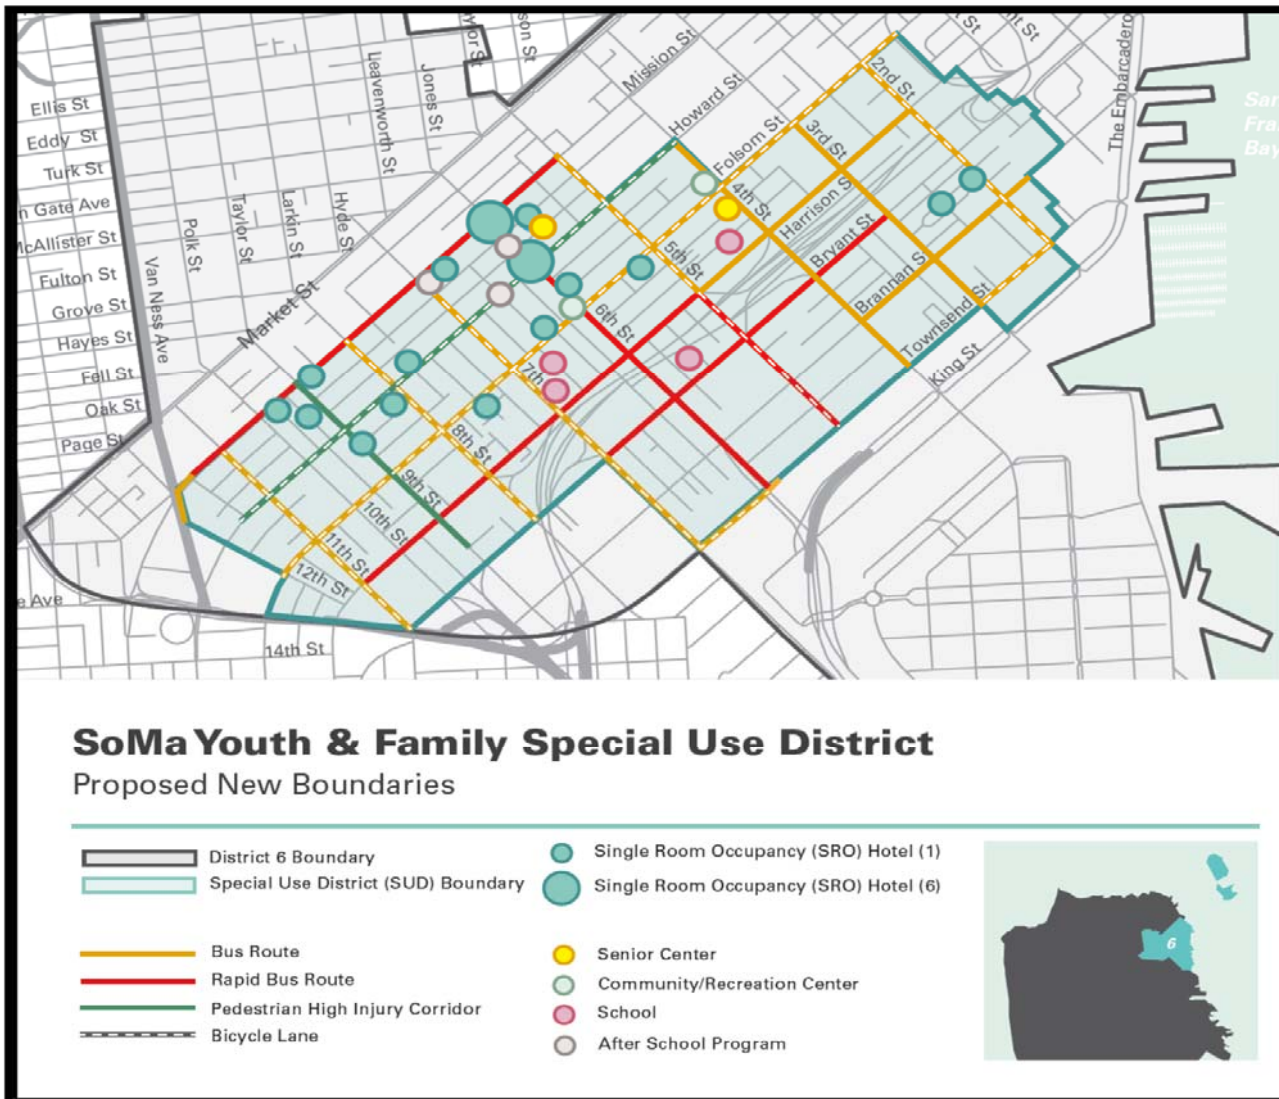 Ellis St
Eddy St
Turk St
n Gate Ave
McAllister St
Fulton St
Grove St
Hayes St
Fell St
Oak St
Page St
e Ave
Van Ness Ave
Polk St
Taylor St
Larkin St
Hyde St
Leavenworth St
Jones St
aylor St
son St
Market St
Mission St
Howard St
Folsom St
Harrison S
Bryant St
Brannan S
Townsend St
King St
The Embarcadero
2nd St
3rd St
4th St
5th St
6th St
7th
8th St
9th St
10th St
11th St
12th St
14th St
San
Fra
Bay
SoMa Youth & Family Special Use District
Proposed New Boundaries
District 6 Boundary
Special Use District (SUD) Boundary
Bus Route
Rapid Bus Route
Pedestrian High Injury Corridor
Bicycle Lane
Single Room Occupancy (SRO) Hotel (1)
Single Room Occupancy (SRO) Hotel (6)
Senior Center
Community/Recreation Center
School
After School Program
6